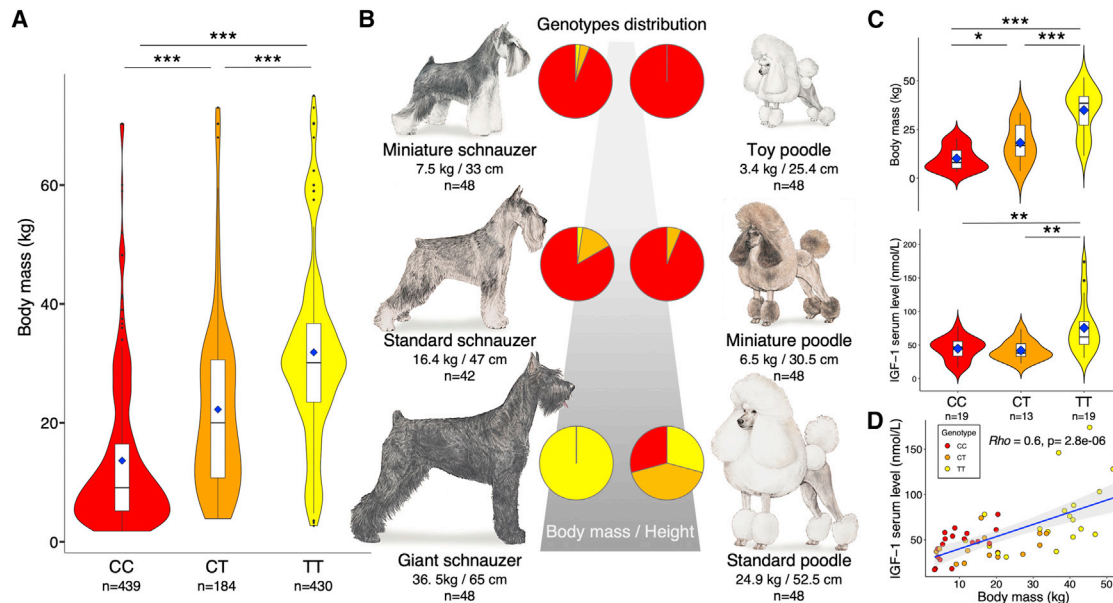 A
***
***
***
Body mass (kg)
60
40
20
0
CC
CT
TT
n=439
n=184
n=430
B
Genotypes distribution
Miniature schnauzer
7.5 kg / 33 cm
n=48
Toy poodle
3.4 kg / 25.4 cm
n=48
Standard schnauzer
16.4 kg / 47 cm
n=42
Miniature poodle
6.5 kg / 30.5 cm
n=48
Body mass / Height
Giant schnauzer
36. 5kg / 65 cm
n=48
Standard poodle
24.9 kg / 52.5 cm
n=48
C
***
*
***
Body mass (kg)
50
25
0
**
**
IGF-1 serum level (nmol/L)
200
150
100
50
0
CC
CT
TT
n=19
n=13
n=19
D
Genotype
CC
CT
TT
Rho = 0.6, p= 2.8e-06
IGF-1 serum level (nmol/L)
150
100
50
10
20
30
40
50
Body mass (kg)